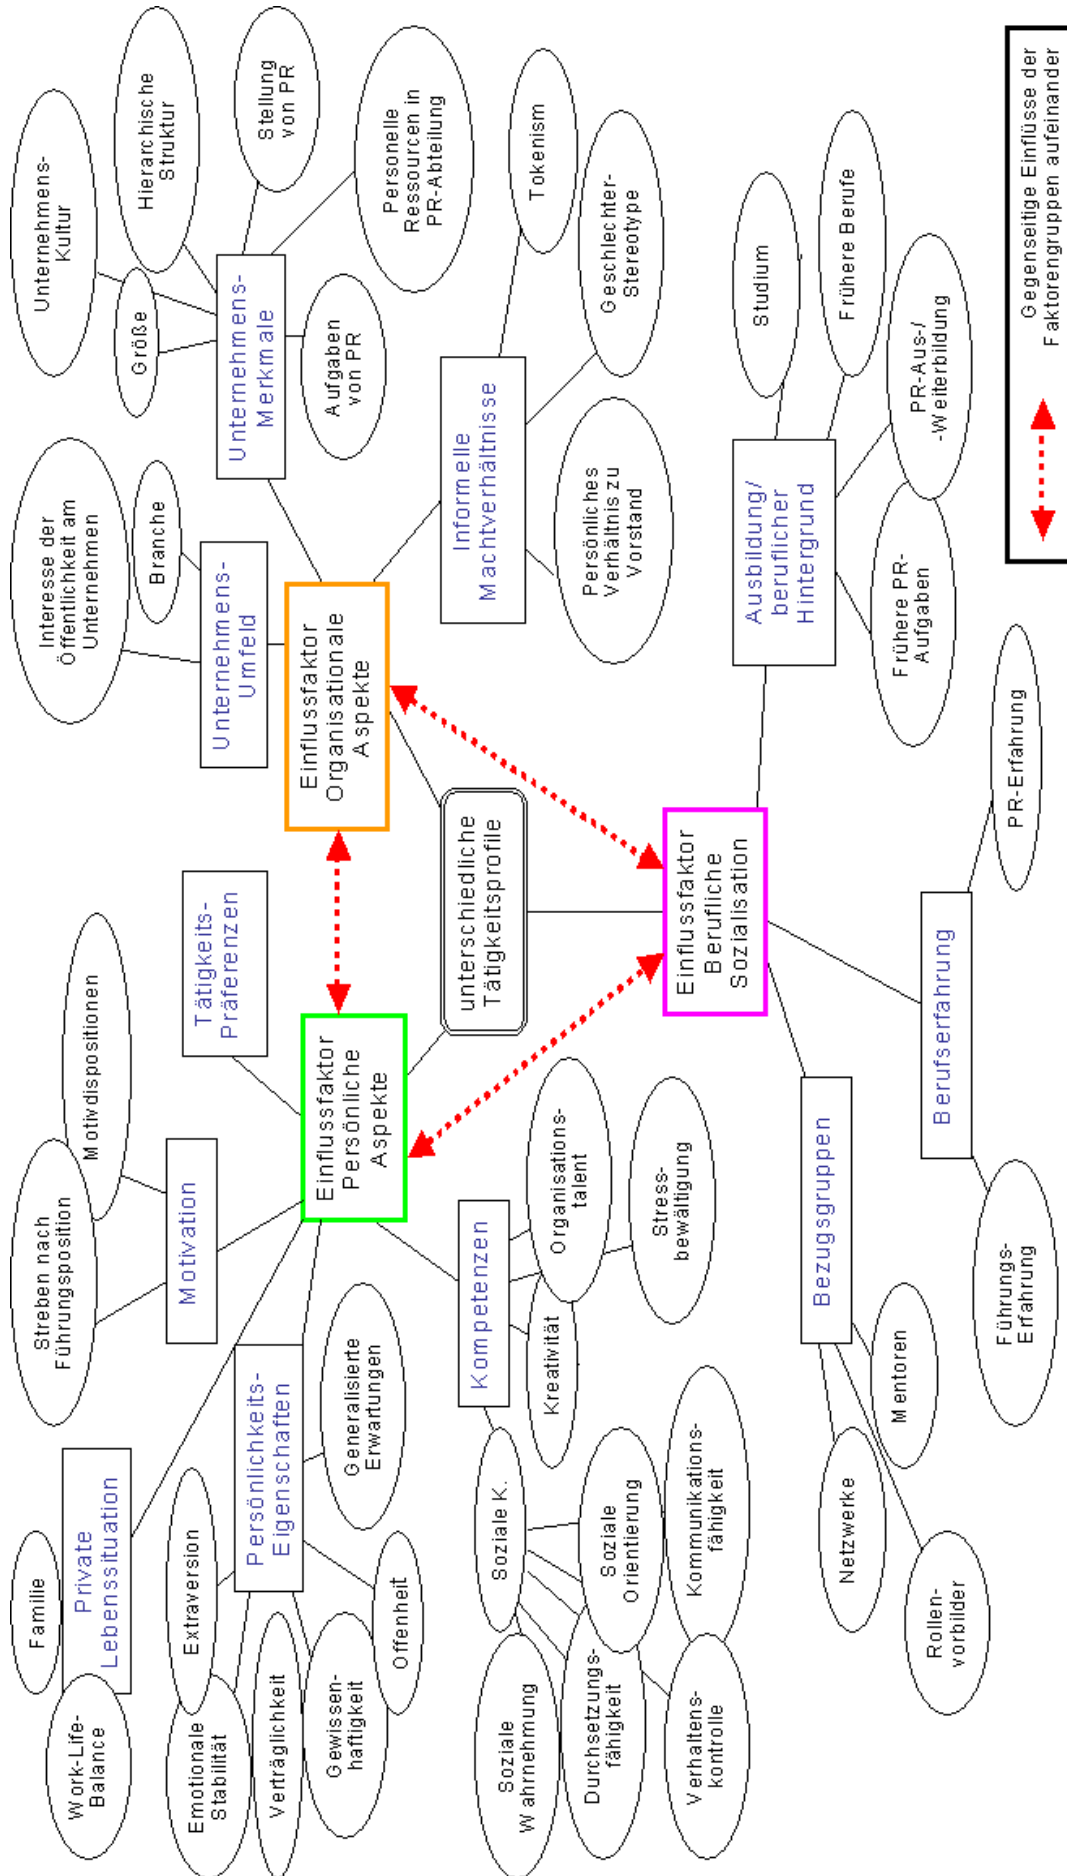 Familie
Work-Life-
Balance
Private
Lebenssituation
Streben nach
Führungsposition
Motivdispositionen
Motivation
Tätigkeits-
Präferenzen
Interesse der
Öffentlichkeit am
Unternehmen
Branche
Unternehmens-
Umfeld
Unternehmens-
Kultur
Größe
Hierarchische
Struktur
Stellung
von PR
Unternehmens-
Merkmale
Aufgaben
von PR
Personelle
Ressourcen in
PR-Abteilung
Extraversion
Emotionale
Stabilität
Verträglichkeit
Gewissen-
haftigkeit
Offenheit
Persönlichkeits-
Eigenschaften
Generalisierte
Erwartungen
Einflussfaktor
Persönliche
Aspekte
Einflussfaktor
Organisationale
Aspekte
unterschiedliche
Tätigkeitsprofile
Informelle
Machtverhältnisse
Tokenism
Geschlechter-
Stereotype
Persönliches
Verhältnis zu
Vorstand
Kompetenzen
Soziale K.
Kreativität
Organisations-
talent
Stress-
bewältigung
Soziale
Wahrnehmung
Durchsetzungs-
fähigkeit
Soziale
Orientierung
Verhaltens-
kontrolle
Kommunikations-
fähigkeit
Einflussfaktor
Berufliche
Sozialisation
Ausbildung/
beruflicher
Hintergrund
Studium
Frühere Berufe
PR-Aus-/
-Weiterbildung
Frühere PR-
Aufgaben
Bezugsgruppen
Netzwerke
Rollen-
vorbilder
Mentoren
Berufserfahrung
Führungs-
Erfahrung
PR-Erfahrung
Gegenseitige Einflüsse der
Faktorengruppen aufeinander